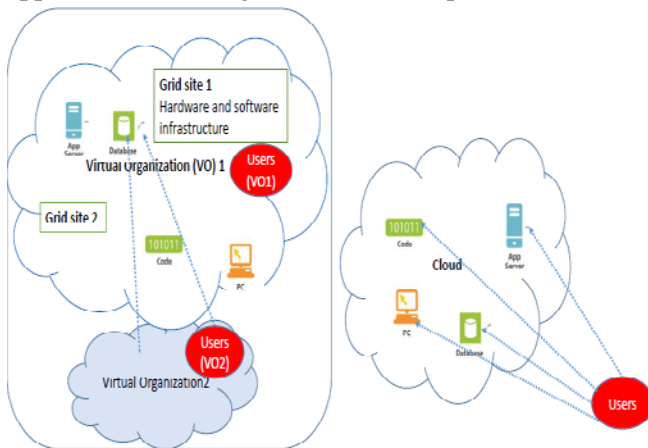 Grid site 1
Hardware and software
infrastructure
App
Server
Database
Virtual Organization (VO) 1
Users
(VO1)
Grid site 2
101011
Code
PC
Users
(VO2)
Virtual Organization2
101011
Code
App
Server
Cloud
PC
Database
Users